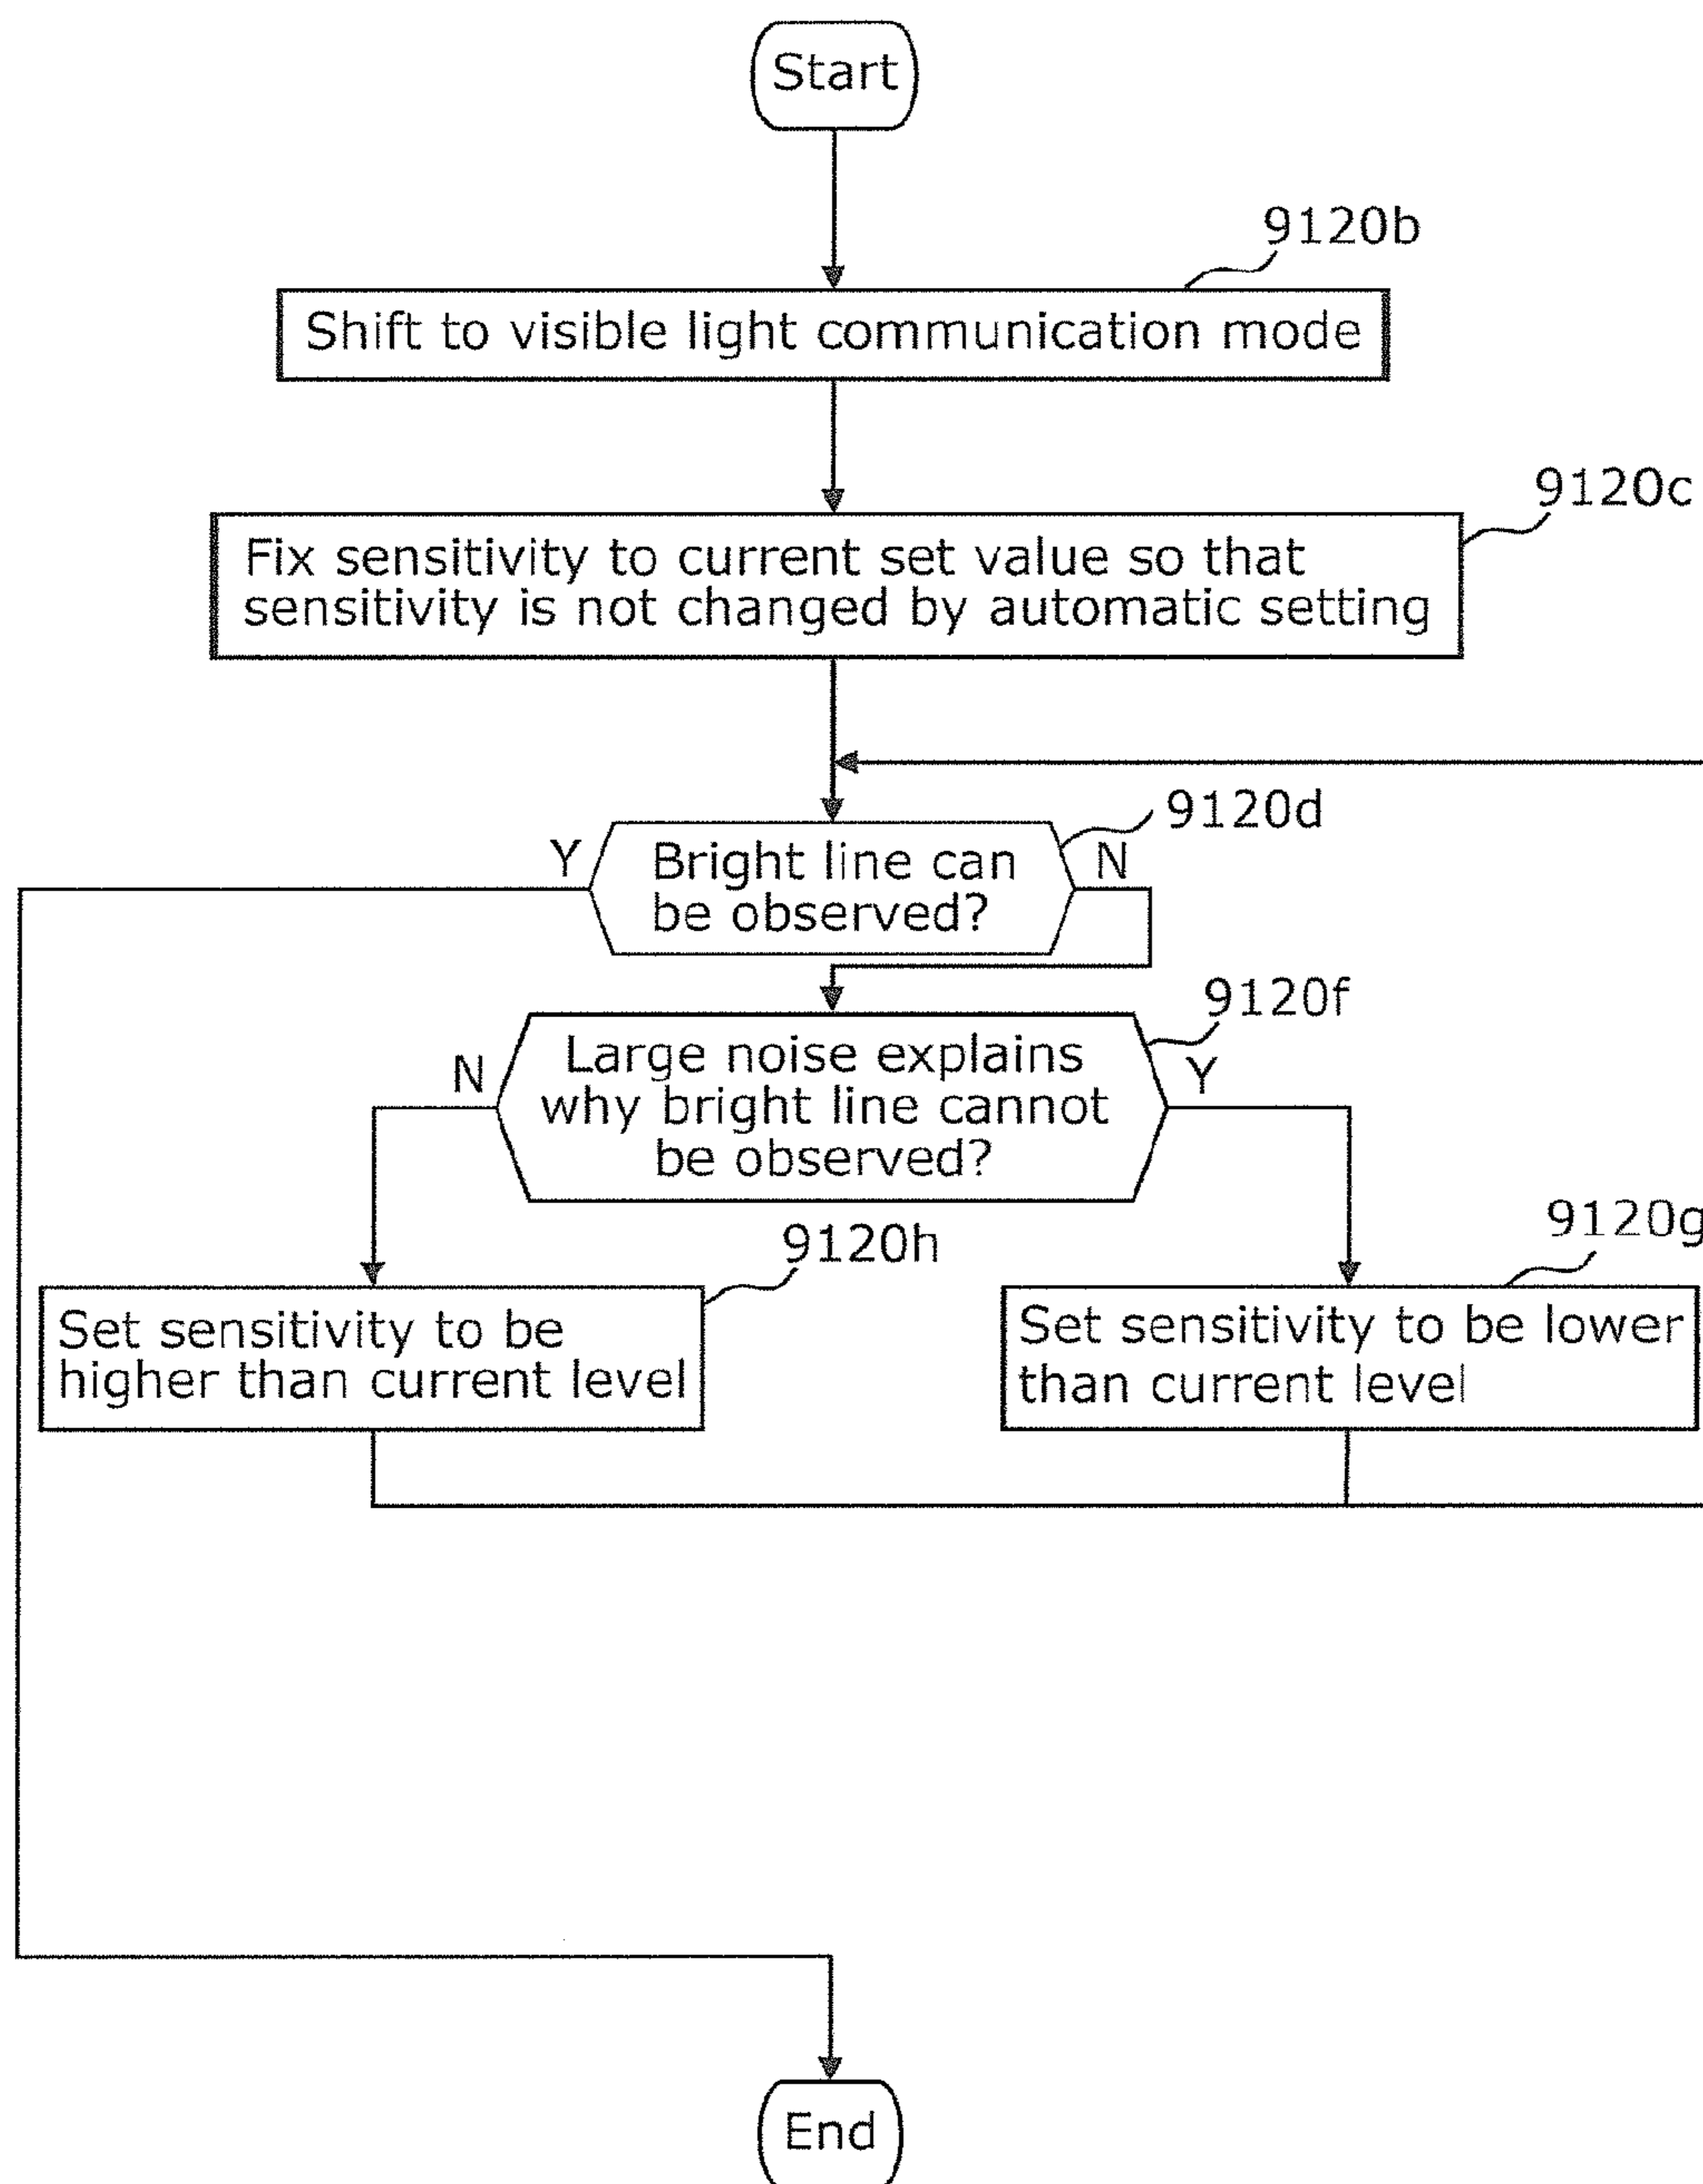 Start
9120b
Shift to visible light communication mode
9120c
Fix sensitivity to current set value so that
sensitivity is not changed by automatic setting
9120d
Y
Bright line can
be observed?
N
9120f
N
Large noise explains
why bright line cannot
be observed?
Y
9120h
9120g
Set sensitivity to be
higher than current level
Set sensitivity to be lower
than current level
End